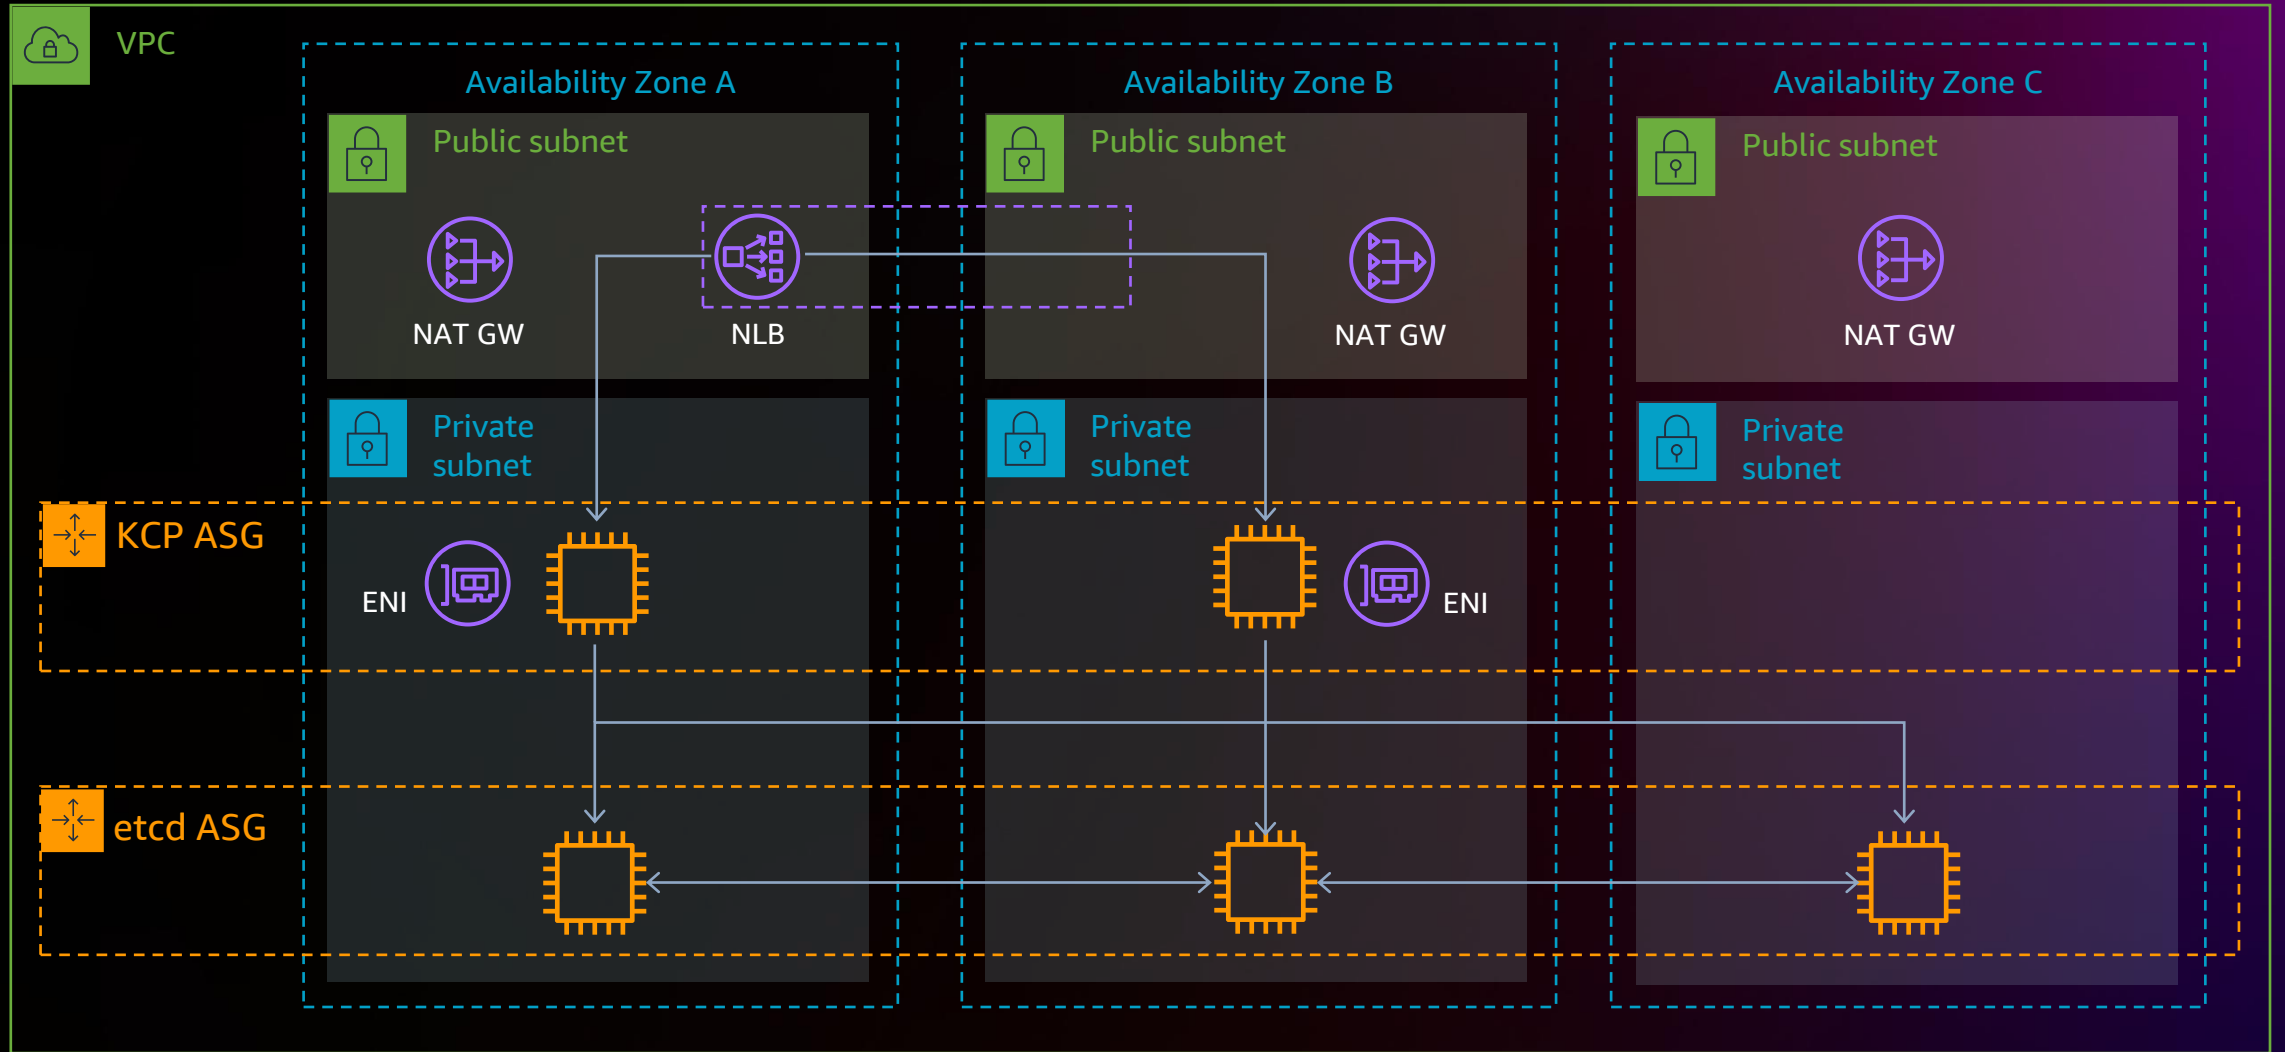 VPC
Availability Zone A
Availability Zone B
Availability Zone C
Public subnet
Public subnet
Public subnet
NAT GW
NLB
NAT GW
NAT GW
Private
subnet
Private
subnet
Private
subnet
KCP ASG
ENI
ENI
etcd ASG